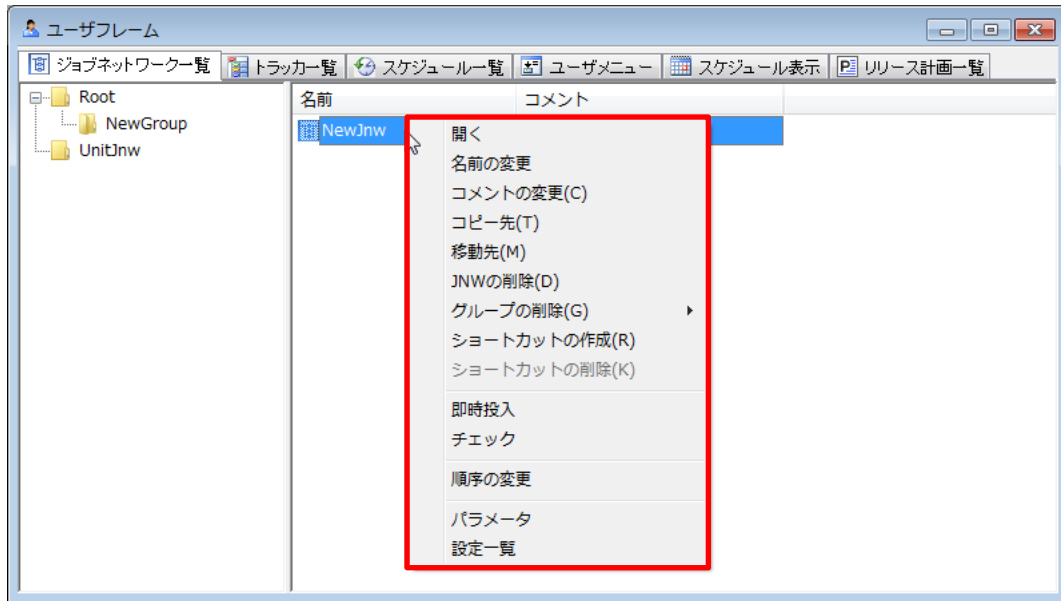 ユーザフレーム
ジョブネットワーク一覧 トラッカ一覧 スケジュール一覧 ユーザメニュー スケジュール表示 リリース計画一覧
Root
NewGroup
UnitJnw
名前 コメント
NewJnw
開く
名前の変更
コメントの変更(C)
コピー先(T)
移動先(M)
JNWの削除(D)
グループの削除(G)
ショートカットの作成(R)
ショートカットの削除(K)
即時投入
チェック
順序の変更
パラメータ
設定一覧